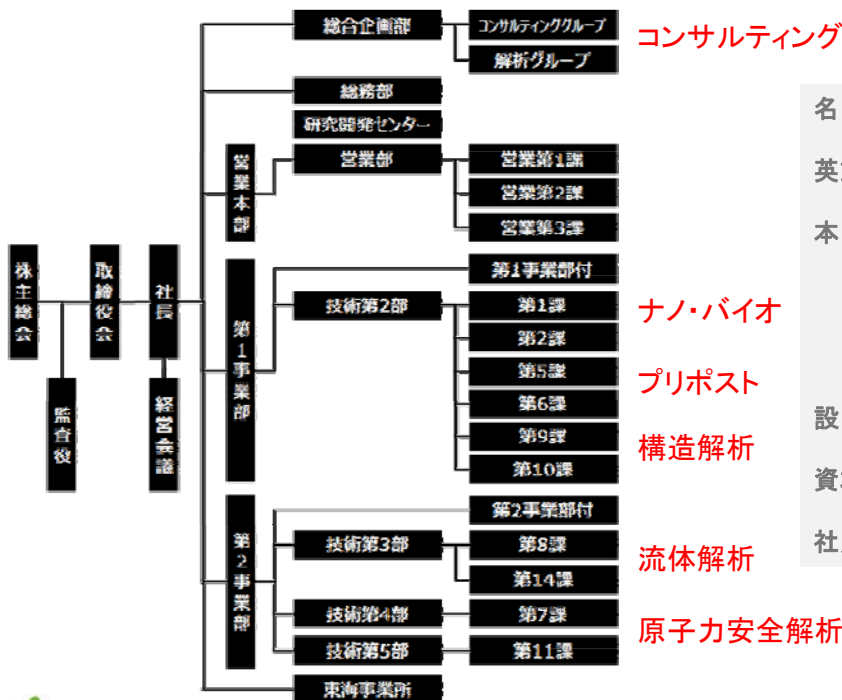 総合企画部
コンサルティンググループ
コンサルティング
解析グループ
総務部
研究開発センター
営業本部
営業部
営業第1課
営業第2課
営業第3課
株主総会
取締役会
社長
監査役
経営会議
第1事業部
第1事業部付
技術第2部
第1課
ナノ・バイオ
第2課
第5課
プリポスト
第6課
第9課
構造解析
第10課
第2事業部
第2事業部付
技術第3部
第8課
流体解析
第14課
技術第4部
第7課
原子力安全解析
技術第5部
第11課
東海事業所
名
英
本
設
資
社